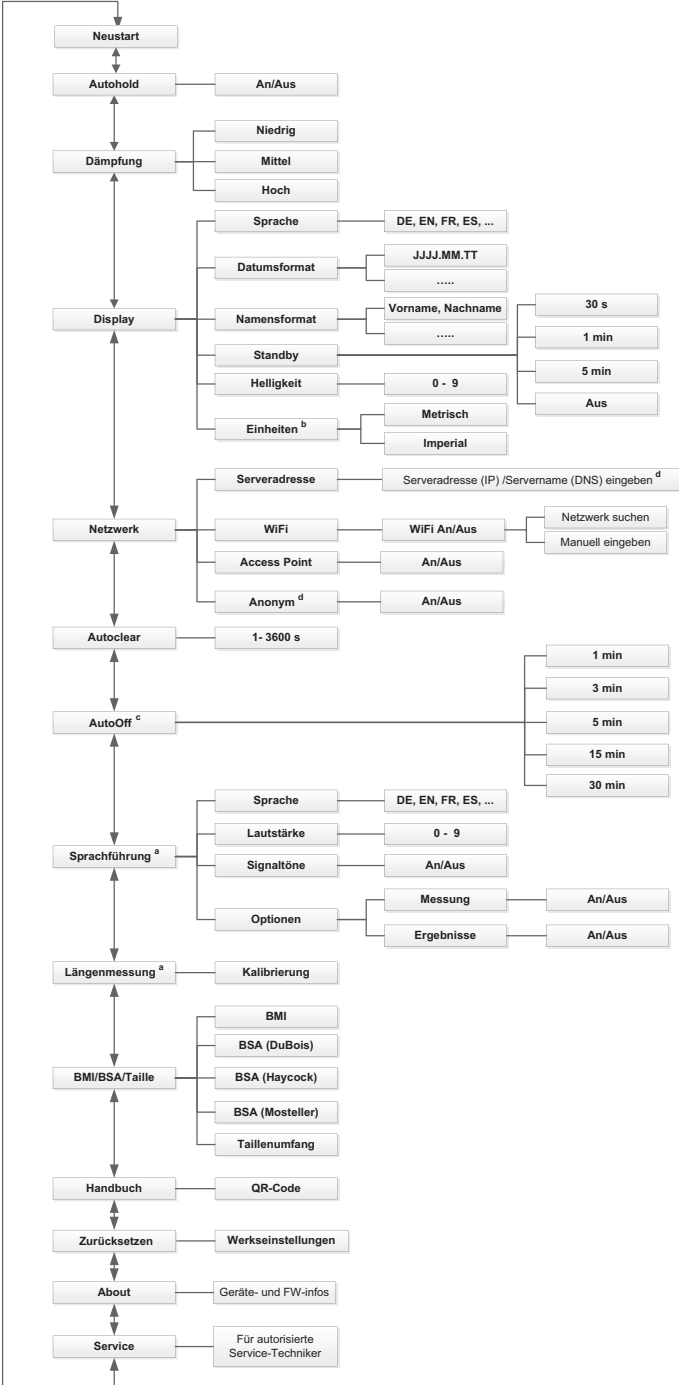 Neustart
Autohold An/Aus
Niedrig
Dämpfung Mittel
Hoch
Sprache DE, EN, FR, ES, ...
JJJJ.MM.TT
Datumsformat
.....
Vorname, Nachname 30 s
Display Namensformat
..... 1 min
Standby
5 min
Helligkeit 0 - 9
Aus
Metrisch
Einheiten b
Imperial
Serveradresse Serveradresse (IP) /Servername (DNS) eingeben d
Netzwerk suchen
Netzwerk WiFi WiFi An/Aus
Manuell eingeben
Access Point An/Aus
Anonym d An/Aus
Autoclear 1- 3600 s
1 min
3 min
AutoOff c 5 min
15 min
30 min
Sprache DE, EN, FR, ES, ...
Lautstärke 0 - 9
Sprachführung a
Signaltöne An/Aus
Messung An/Aus
Optionen
Ergebnisse An/Aus
Längenmessung a Kalibrierung
BMI
BSA (DuBois)
BMI/BSA/Taille BSA (Haycock)
BSA (Mosteller)
Taillenumfang
Handbuch QR-Code
Zurücksetzen Werkseinstellungen
About Geräte- und FW-infos
Service Für autorisierte
Service-Techniker